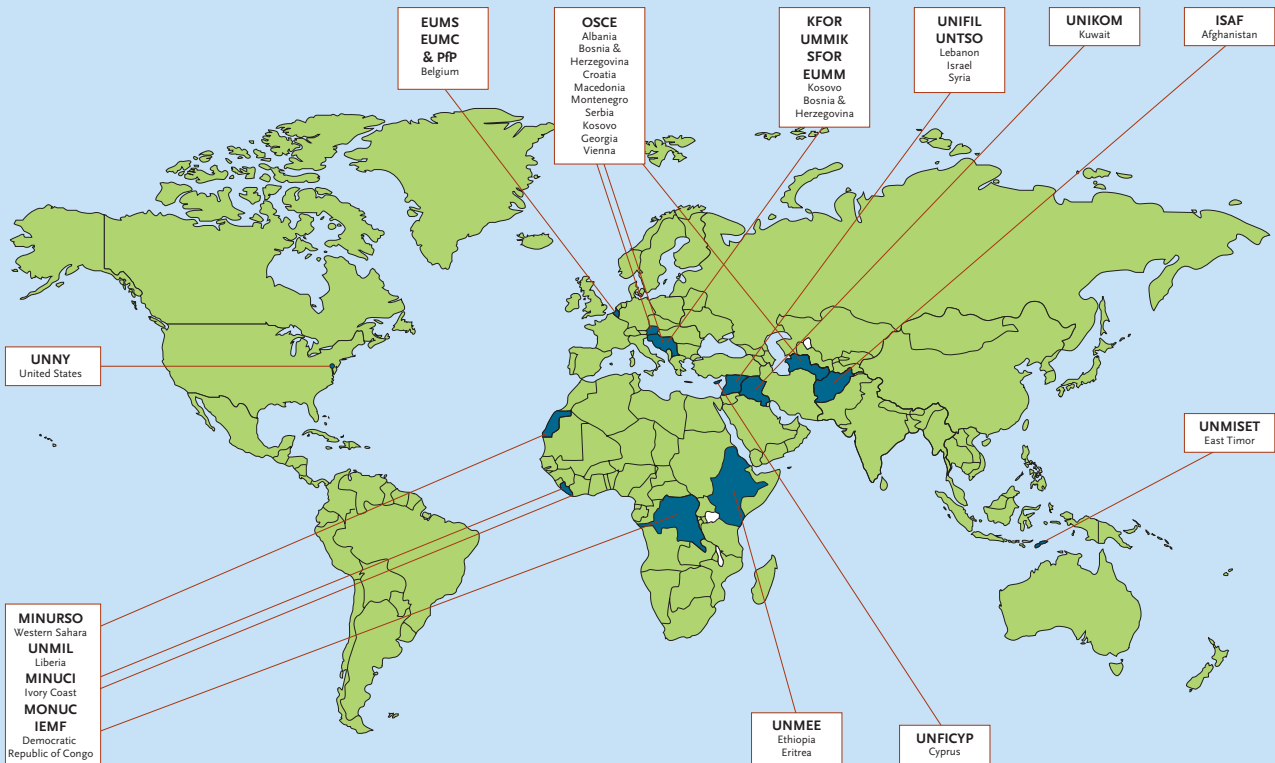 EUMS
EUMC
& PfP
Belgium
OSCE
Albania
Bosnia &
Herzegovina
Croatia
Macedonia
Montenegro
Serbia
Kosovo
Georgia
Vienna
KFOR
UMMIK
SFOR
EUMM
Kosovo
Bosnia &
Herzegovina
UNIFIL
UNTSO
Lebanon
Israel
Syria
UNIKOM
Kuwait
ISAF
Afghanistan
UNNY
United States
UNMISET
East Timor
MINURSO
Western Sahara
UNMIL
Liberia
MINUCI
Ivory Coast
MONUC
IEMF
Democratic
Republic of Congo
UNMEE
Ethiopia
Eritrea
UNFICYP
Cyprus